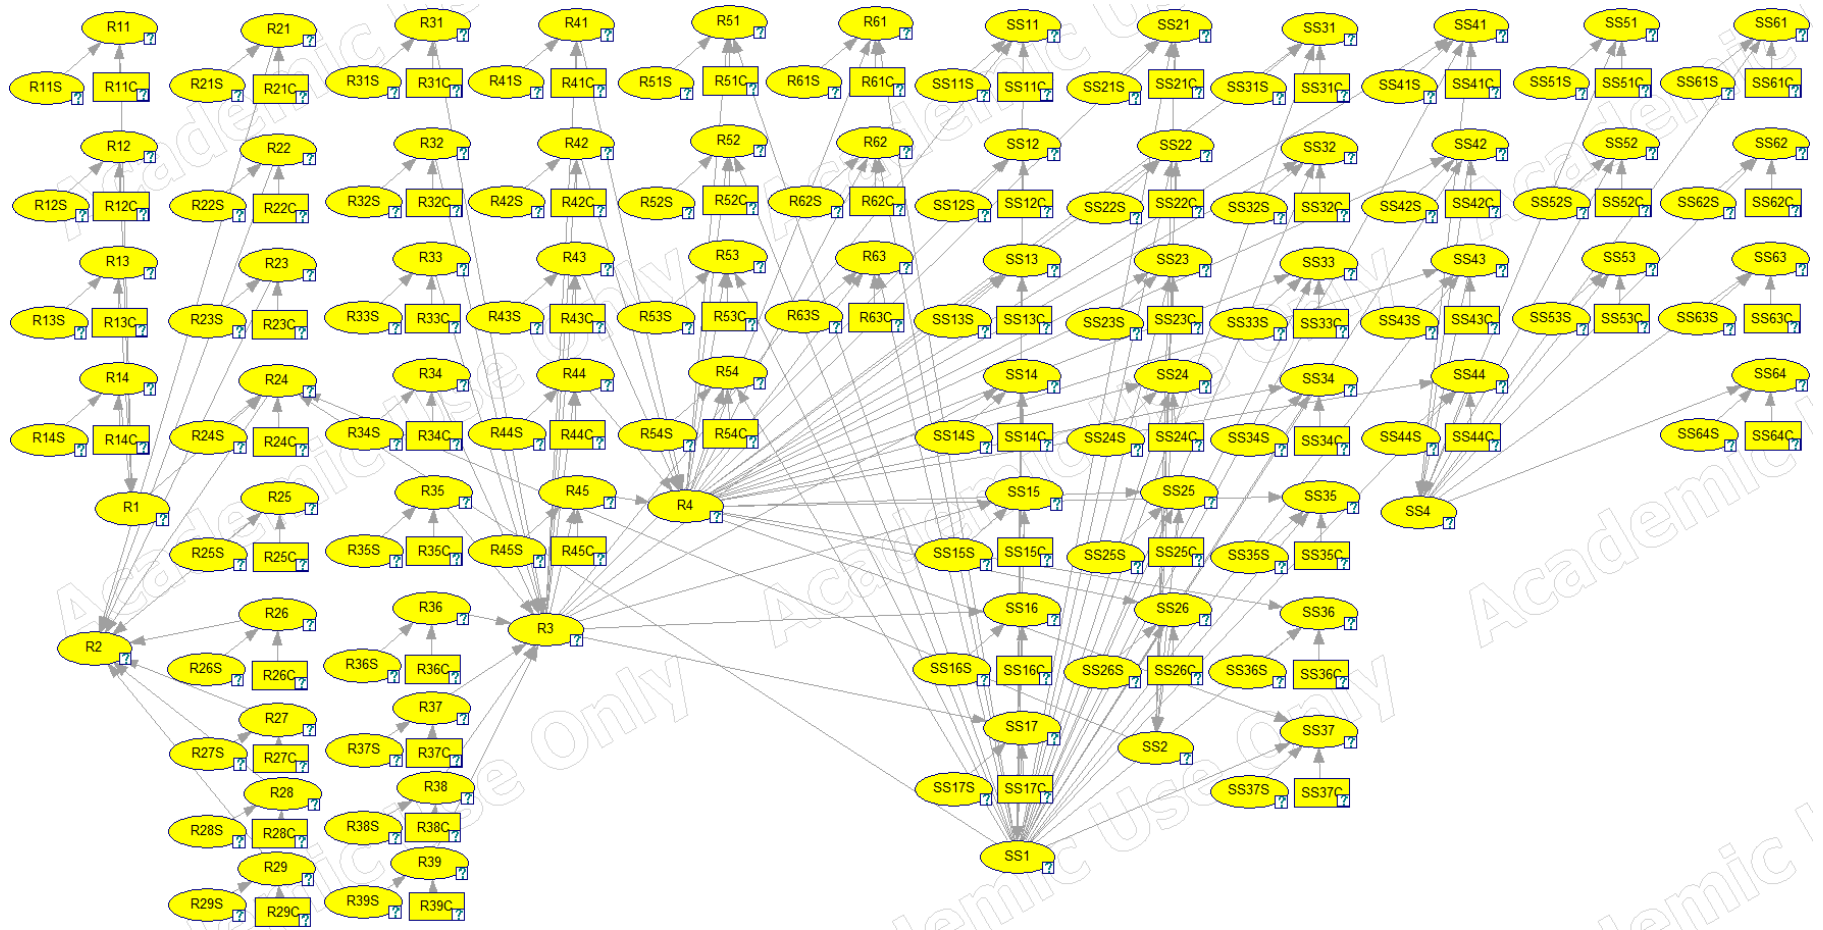 R11 R21 R31 R41 R51 R61 SS11 SS21 SS31 SS41 SS51 SS61
R11S R11C R21S R21C R31S R31C R41S R41C R51S R51C R61S R61C SS11S SS11C SS21S SS21C SS31S SS31C SS41S SS41C SS51S SS51C SS61S SS61C
R12 R22 R32 R42 R52 R62 SS12 SS22 SS32 SS42 SS52 SS62
R12S R12C R22S R22C R32S R32C R42S R42C R52S R52C R62S R62C SS12S SS12C SS22S SS22C SS32S SS32C SS42S SS42C SS52S SS52C SS62S SS62C
R13 R23 R33 R43 R53 R63 SS13 SS23 SS33 SS43 SS53 SS63
R13S R13C R23S R23C R33S R33C R43S R43C R53S R53C R63S R63C SS13S SS13C SS23S SS23C SS33S SS33C SS43S SS43C SS53S SS53C SS63S SS63C
R14 R24 R34 R44 R54 SS14 SS24 SS34 SS44 SS64
R14S R14C R24S R24C R34S R34C R44S R44C R54S R54C SS14S SS14C SS24S SS24C SS34S SS34C SS44S SS44C SS64S SS64C
R1 R25 R35 R45 R4 SS15 SS25 SS35 SS4
R25S R25C R35S R35C R45S R45C SS15S SS15C SS25S SS25C SS35S SS35C
R2 R26 R36 R3 SS16 SS26 SS36
R26S R26C R36S R36C SS16S SS16C SS26S SS26C SS36S SS36C
R27 R37 SS17 SS2 SS37
R27S R27C R37S R37C SS17S SS17C SS37S SS37C
R28 R38
R28S R28C R38S R38C SS1
R29 R39
R29S R29C R39S R39C
Academic Use Only